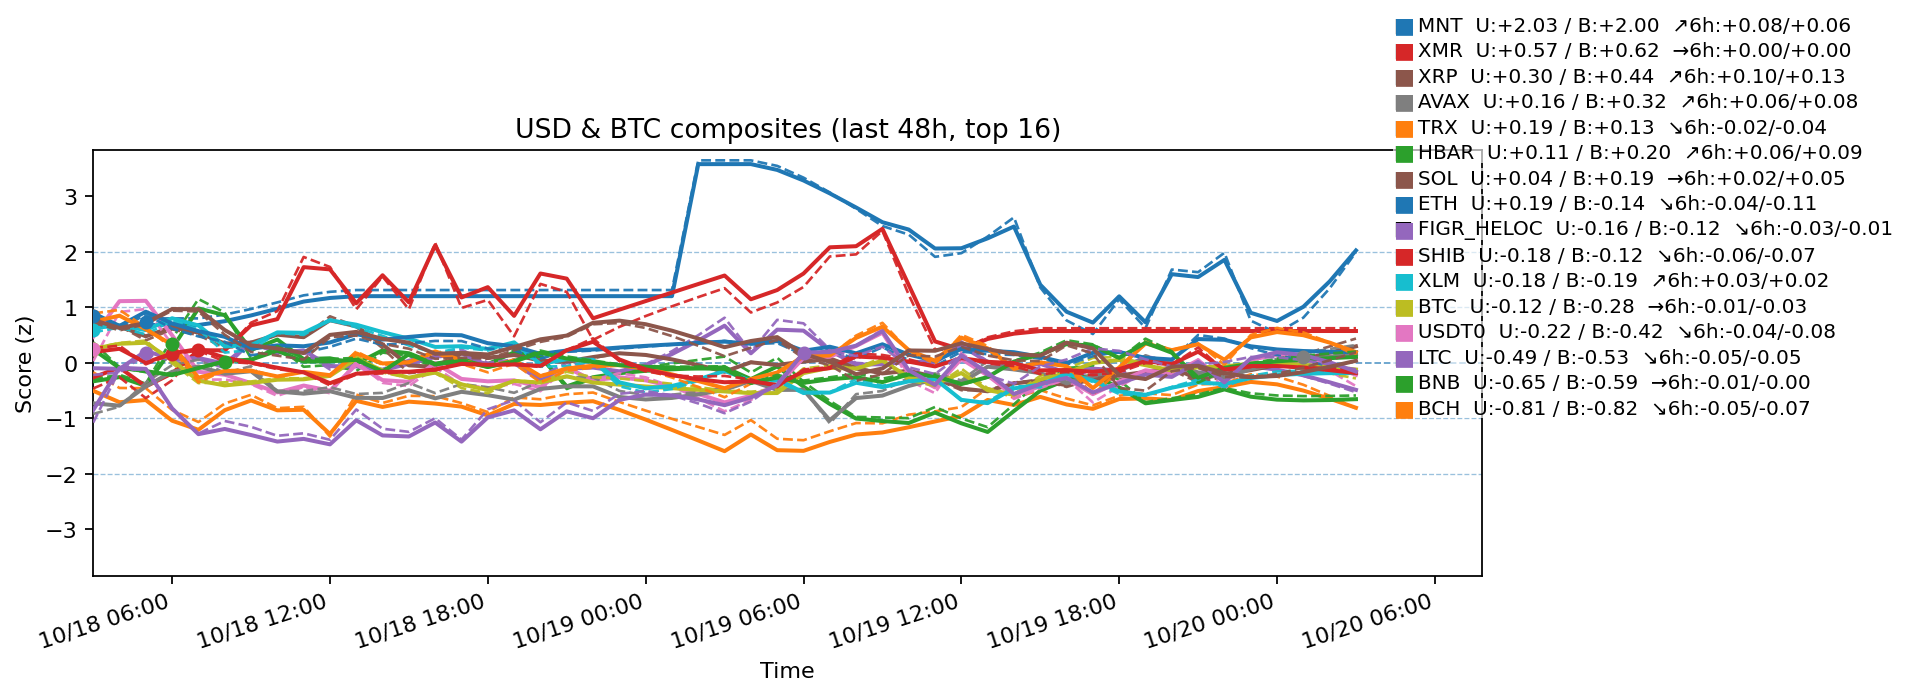 MNT  U:+2.03 / B:+2.00  ↗6h:+0.08/+0.06
XMR  U:+0.57 / B:+0.62  →6h:+0.00/+0.00
XRP  U:+0.30 / B:+0.44  ↗6h:+0.10/+0.13
AVAX  U:+0.16 / B:+0.32  ↗6h:+0.06/+0.08
TRX  U:+0.19 / B:+0.13  ↘6h:-0.02/-0.04
HBAR  U:+0.11 / B:+0.20  ↗6h:+0.06/+0.09
SOL  U:+0.04 / B:+0.19  →6h:+0.02/+0.05
ETH  U:+0.19 / B:-0.14  ↘6h:-0.04/-0.11
FIGR_HELOC  U:-0.16 / B:-0.12  ↘6h:-0.03/-0.01
SHIB  U:-0.18 / B:-0.12  ↘6h:-0.06/-0.07
XLM  U:-0.18 / B:-0.19  ↗6h:+0.03/+0.02
BTC  U:-0.12 / B:-0.28  →6h:-0.01/-0.03
USDT0  U:-0.22 / B:-0.42  ↘6h:-0.04/-0.08
LTC  U:-0.49 / B:-0.53  ↘6h:-0.05/-0.05
BNB  U:-0.65 / B:-0.59  →6h:-0.01/-0.00
BCH  U:-0.81 / B:-0.82  ↘6h:-0.05/-0.07
USD & BTC composites (last 48h, top 16)
Score (z)
3
2
1
0
−1
−2
−3
10/18 06:00
10/18 12:00
10/18 18:00
10/19 00:00
10/19 06:00
10/19 12:00
10/19 18:00
10/20 00:00
10/20 06:00
Time